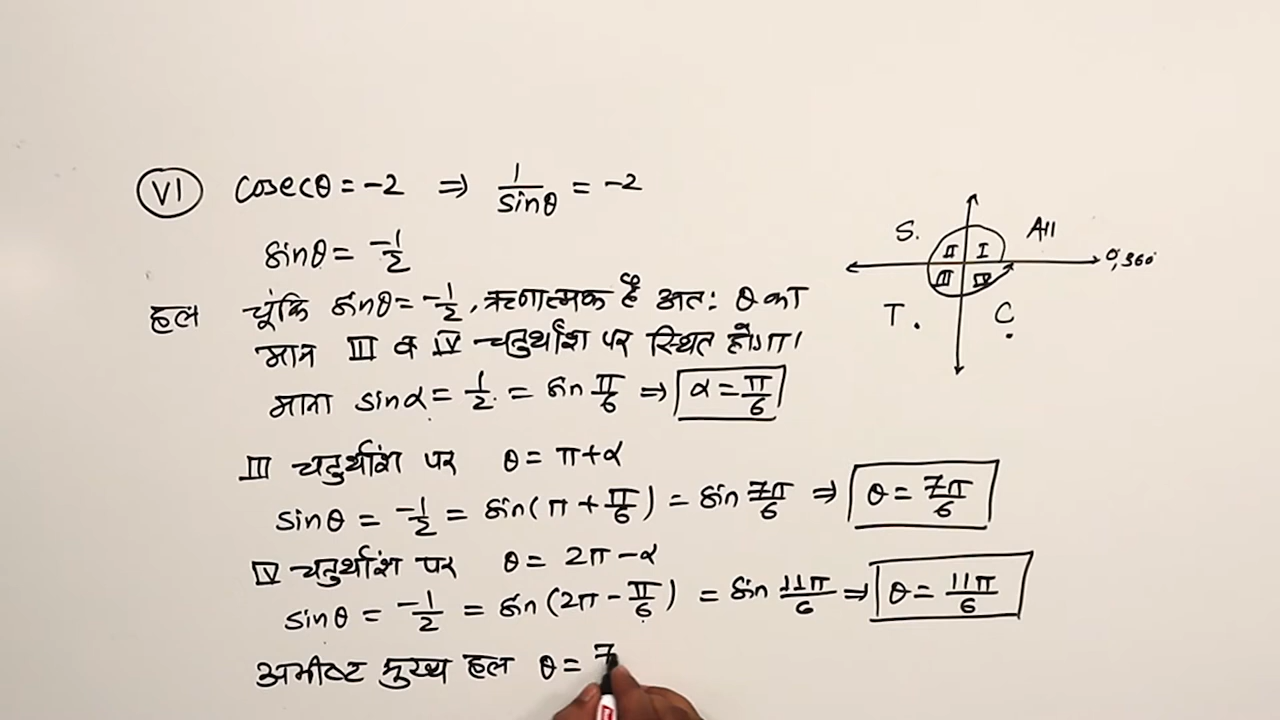 VI cosecθ = -2 ⇒ 1/sinθ = -2
sinθ = -1/2
हल चूंकि sinθ = -1/2, ऋणात्मक है अतः θ का
मान III व IV चतुर्थांश पर स्थित होगा।
माना sinα = 1/2 = sin π/6 ⇒ α = π/6
III चतुर्थांश पर θ = π+α
sinθ = -1/2 = sin(π + π/6) = sin 7π/6 ⇒ θ = 7π/6
IV चतुर्थांश पर θ = 2π-α
sinθ = -1/2 = sin(2π - π/6) = sin 11π/6 ⇒ θ = 11π/6
अभीष्ट मुख्य हल θ = 7
S. All
II I
0°, 360°
III IV
T. C.